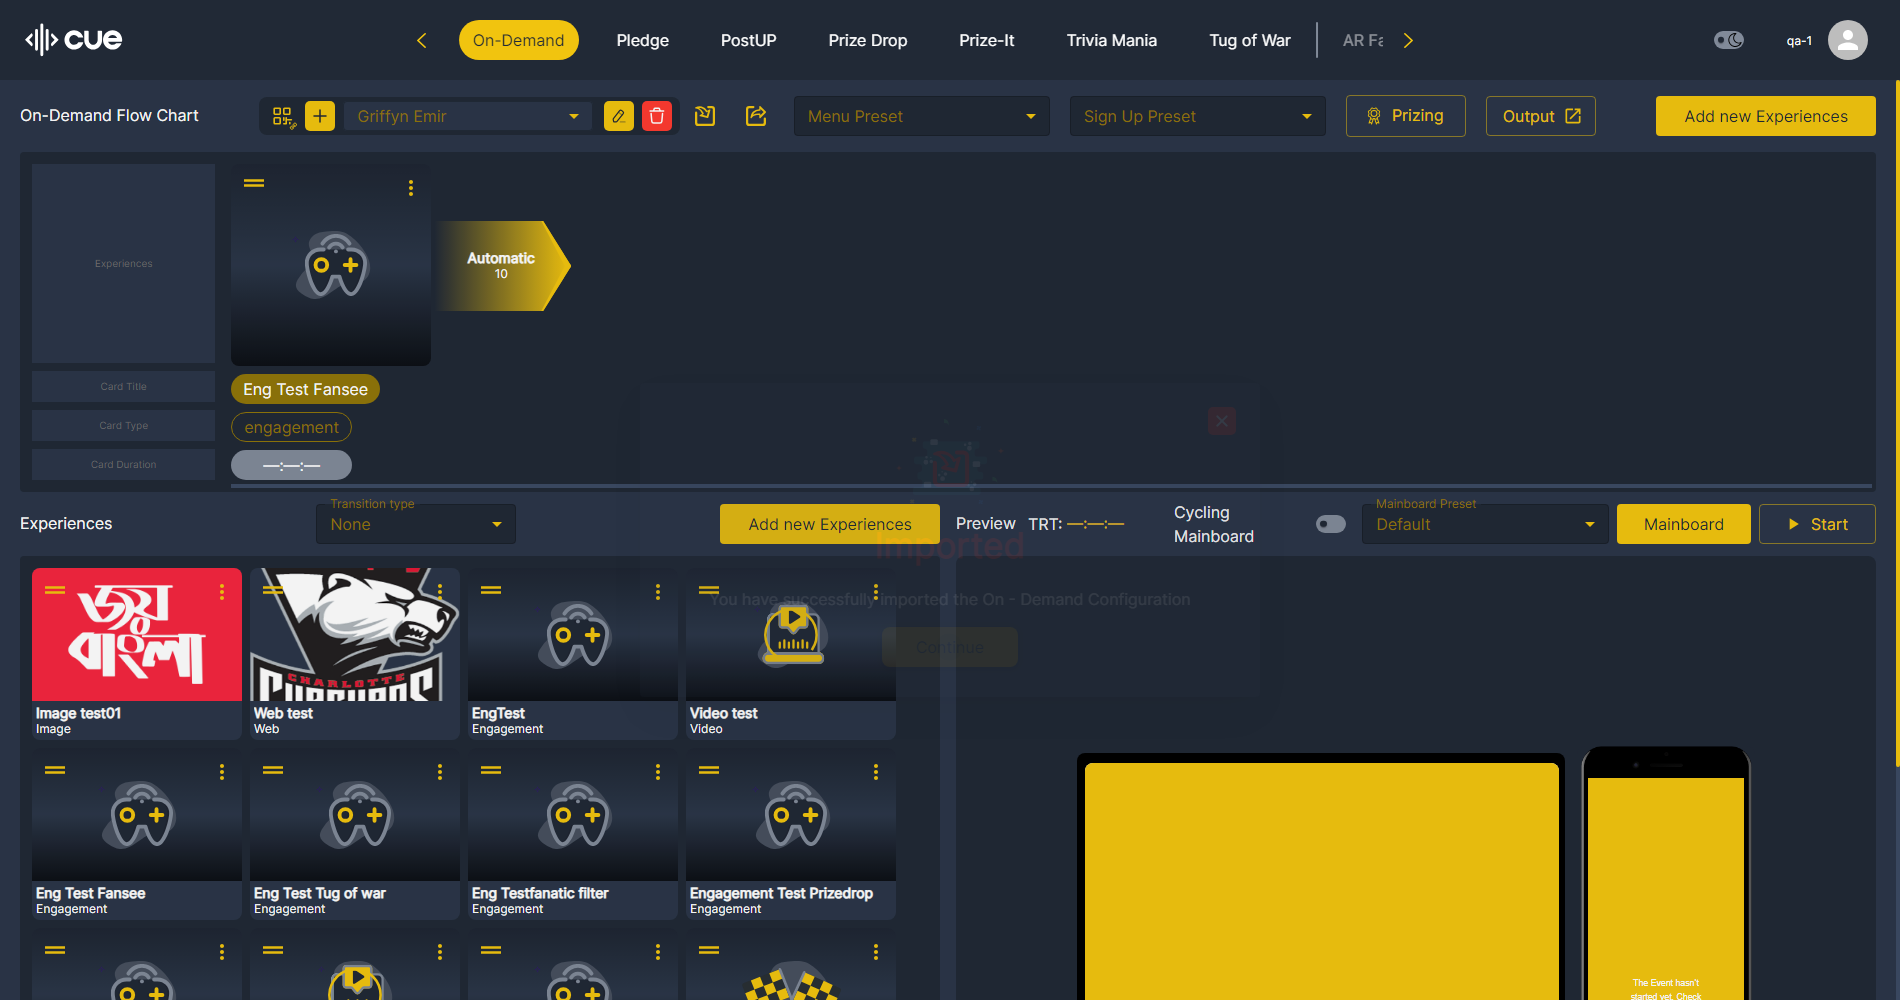 cue
On-Demand
Pledge
PostUP
Prize Drop
Prize-It
Trivia Mania
Tug of War
AR Fa
qa-1
On-Demand Flow Chart
Griffyn Emir
Menu Preset
Sign Up Preset
Prizing
Output
Add new Experiences
Experiences
Automatic
10
Card Title
Eng Test Fansee
Card Type
engagement
Card Duration
—:—:—
Experiences
Transition type
None
Add new Experiences
Preview
TRT: —:—:—
Cycling
Mainboard
Mainboard Preset
Default
Mainboard
Start
Imported
You have successfully imported the On - Demand Configuration
Continue
জয়
বাংলা
Image test01
Image
CHARLOTTE
Web test
Web
EngTest
Engagement
Video test
Video
Eng Test Fansee
Engagement
Eng Test Tug of war
Engagement
Eng Testfanatic filter
Engagement
Engagement Test Prizedrop
Engagement
The Event hasn't
started yet. Check